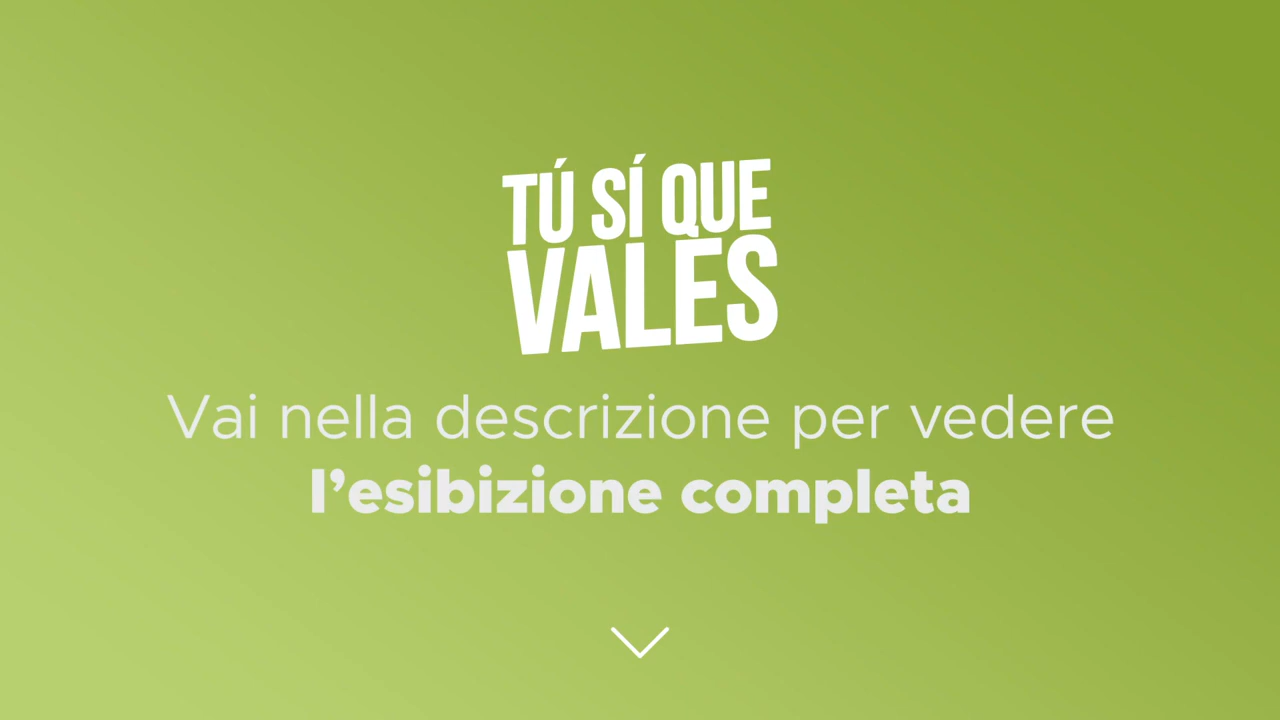 TÚ SÍ QUE
VALES
Vai nella descrizione per vedere
l’esibizione completa